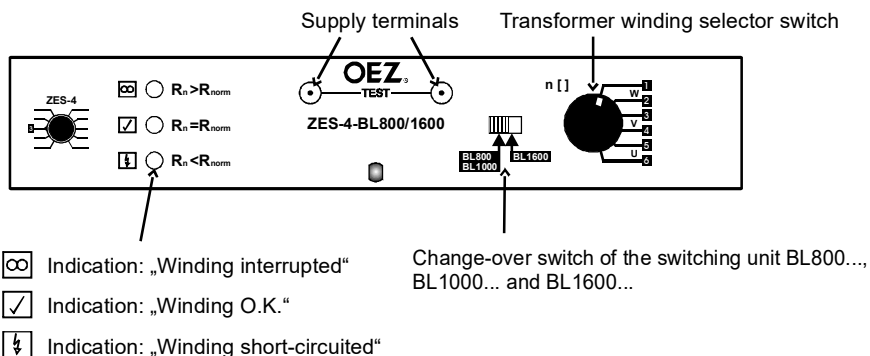 Supply terminals
Transformer winding selector switch
OEZ
TEST
ZES-4-BL800/1600
ZES-4
Rn>Rnorm
Rn=Rnorm
Rn<Rnorm
BL800
BL1000
BL1600
n [ ]
1
W
2
3
V
4
5
U
6
Indication: „Winding interrupted“
Indication: „Winding O.K.“
Indication: „Winding short-circuited“
Change-over switch of the switching unit BL800...,
BL1000... and BL1600...